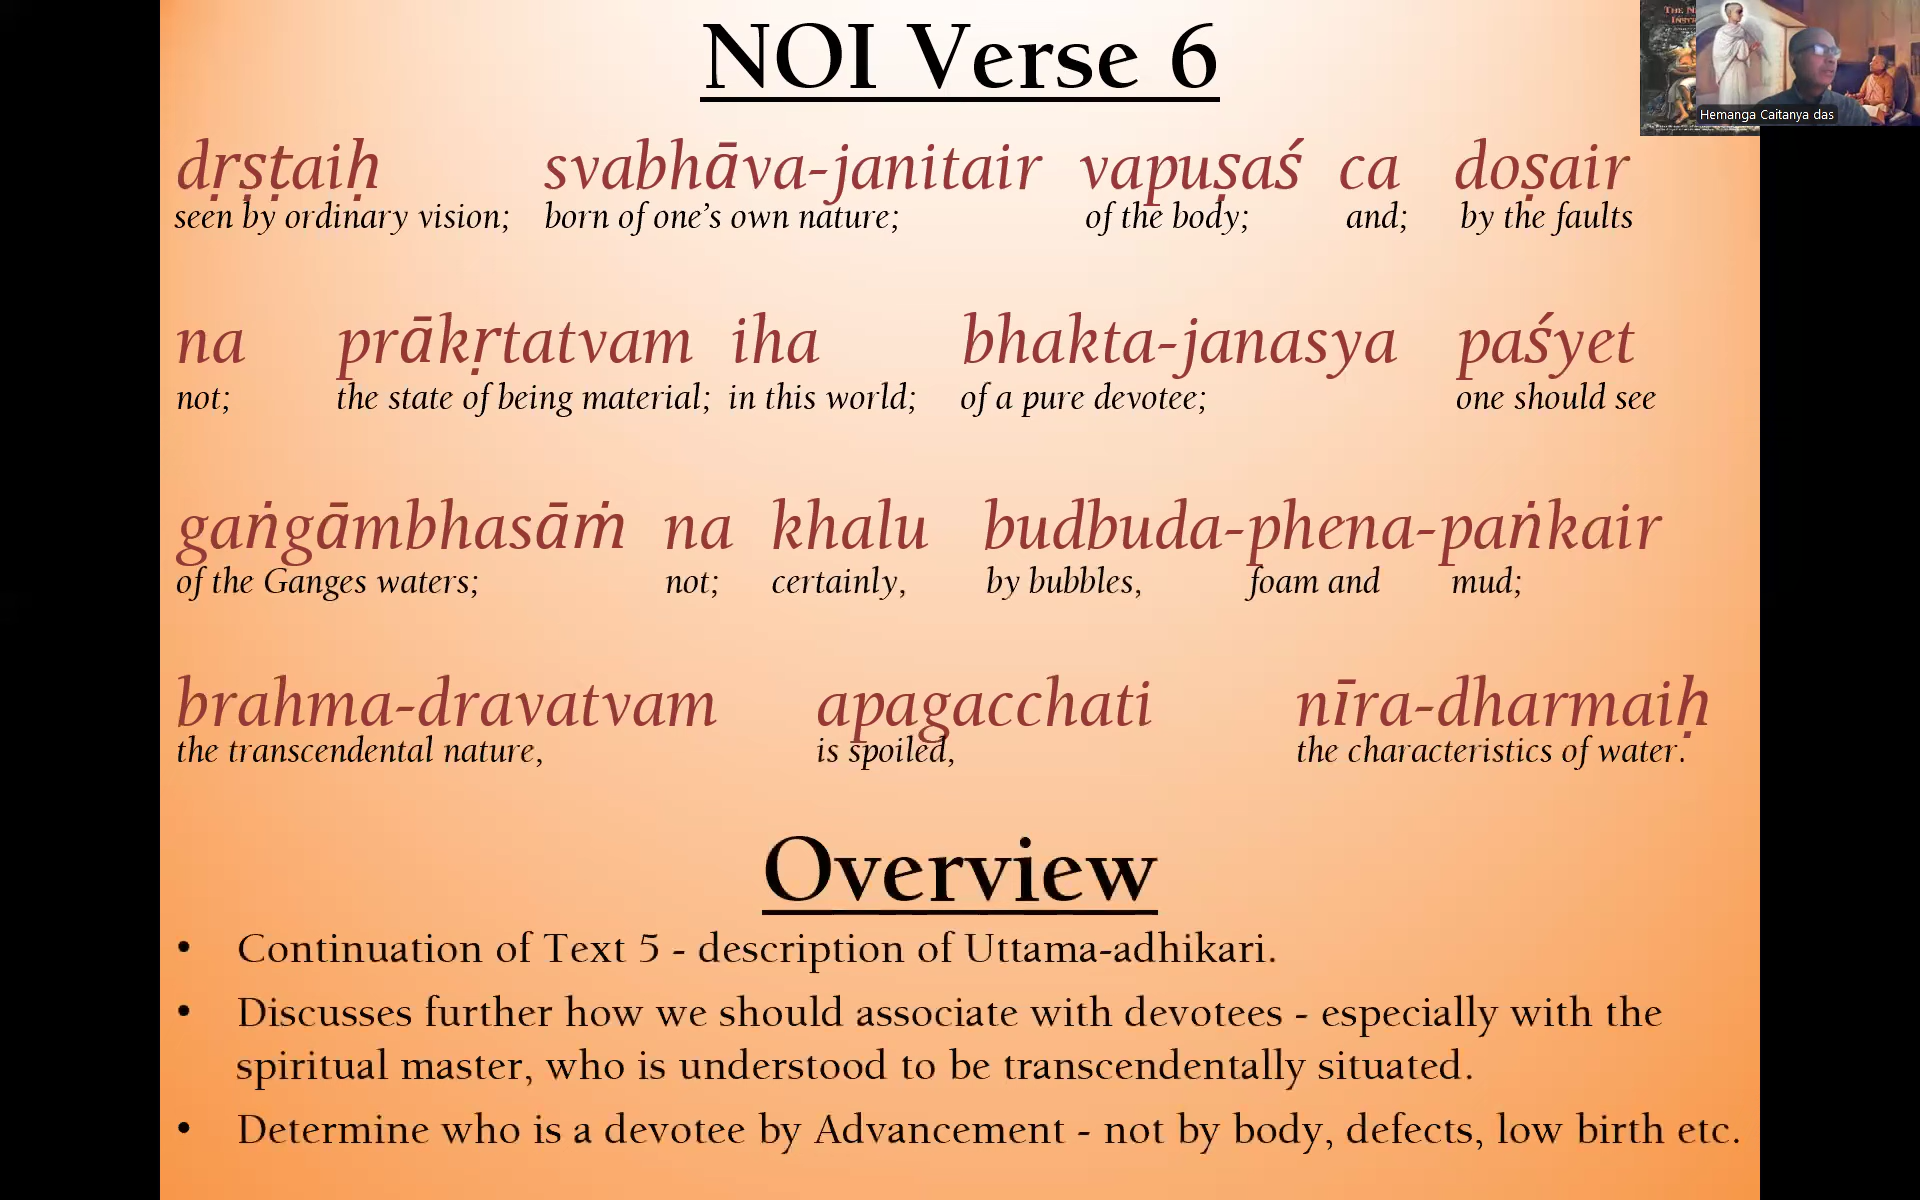 NOI Verse 6
Hemanga Caitanya das
dṛṣṭaiḥ svabhāva-janitair vapuṣaś ca doṣair
seen by ordinary vision; born of one’s own nature; of the body; and; by the faults
na prākṛtatvam iha bhakta-janasya paśyet
not; the state of being material; in this world; of a pure devotee; one should see
gaṅgāmbhasāṁ na khalu budbuda-phena-paṅkair
of the Ganges waters; not; certainly, by bubbles, foam and mud;
brahma-dravatvam apagacchati nīra-dharmaiḥ
the transcendental nature, is spoiled, the characteristics of water.
Overview
• Continuation of Text 5 - description of Uttama-adhikari.
• Discusses further how we should associate with devotees - especially with the
spiritual master, who is understood to be transcendentally situated.
• Determine who is a devotee by Advancement - not by body, defects, low birth etc.